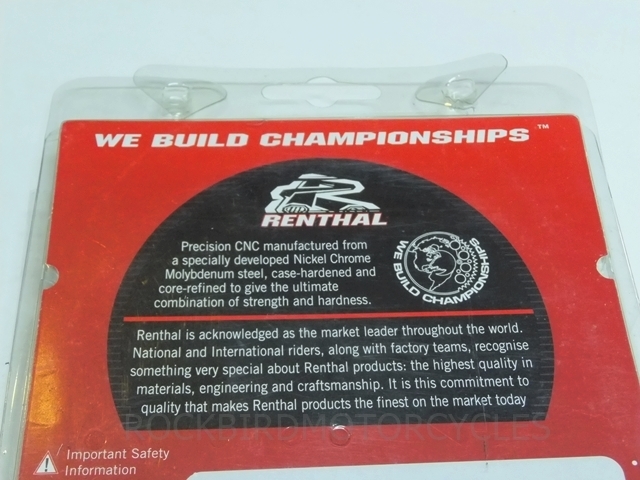 WE BUILD CHAMPIONSHIPS™
RENTHAL
Precision CNC manufactured from
a specially developed Nickel Chrome
Molybdenum steel, case-hardened and
core-refined to give the ultimate
combination of strength and hardness.
WE BUILD CHAMPIONSHIPS
Renthal is acknowledged as the market leader throughout the world.
National and International riders, along with factory teams, recognise
something very special about Renthal products: the highest quality in
materials, engineering and craftsmanship. It is this commitment to
quality that makes Renthal products the finest on the market today
ROCKBIRDMOTORCYCLES
Important Safety
Information